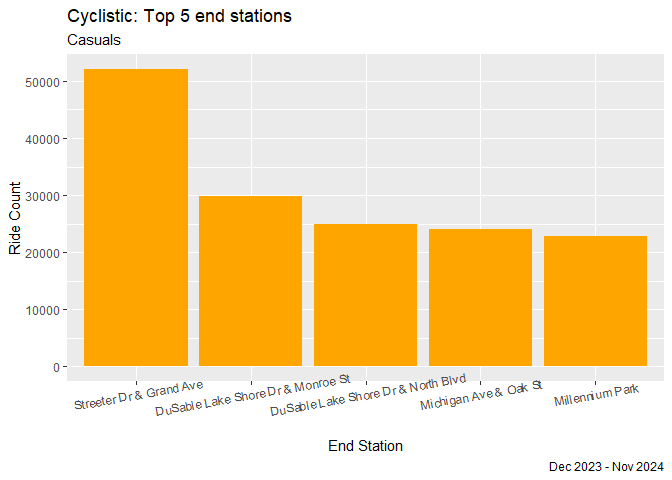 Cyclistic: Top 5 end stations
Casuals
Ride Count
50000
40000
30000
20000
10000
0
Streeter Dr & Grand Ave
DuSable Lake Shore Dr & Monroe St
DuSable Lake Shore Dr & North Blvd
Michigan Ave & Oak St
Millennium Park
End Station
Dec 2023 - Nov 2024